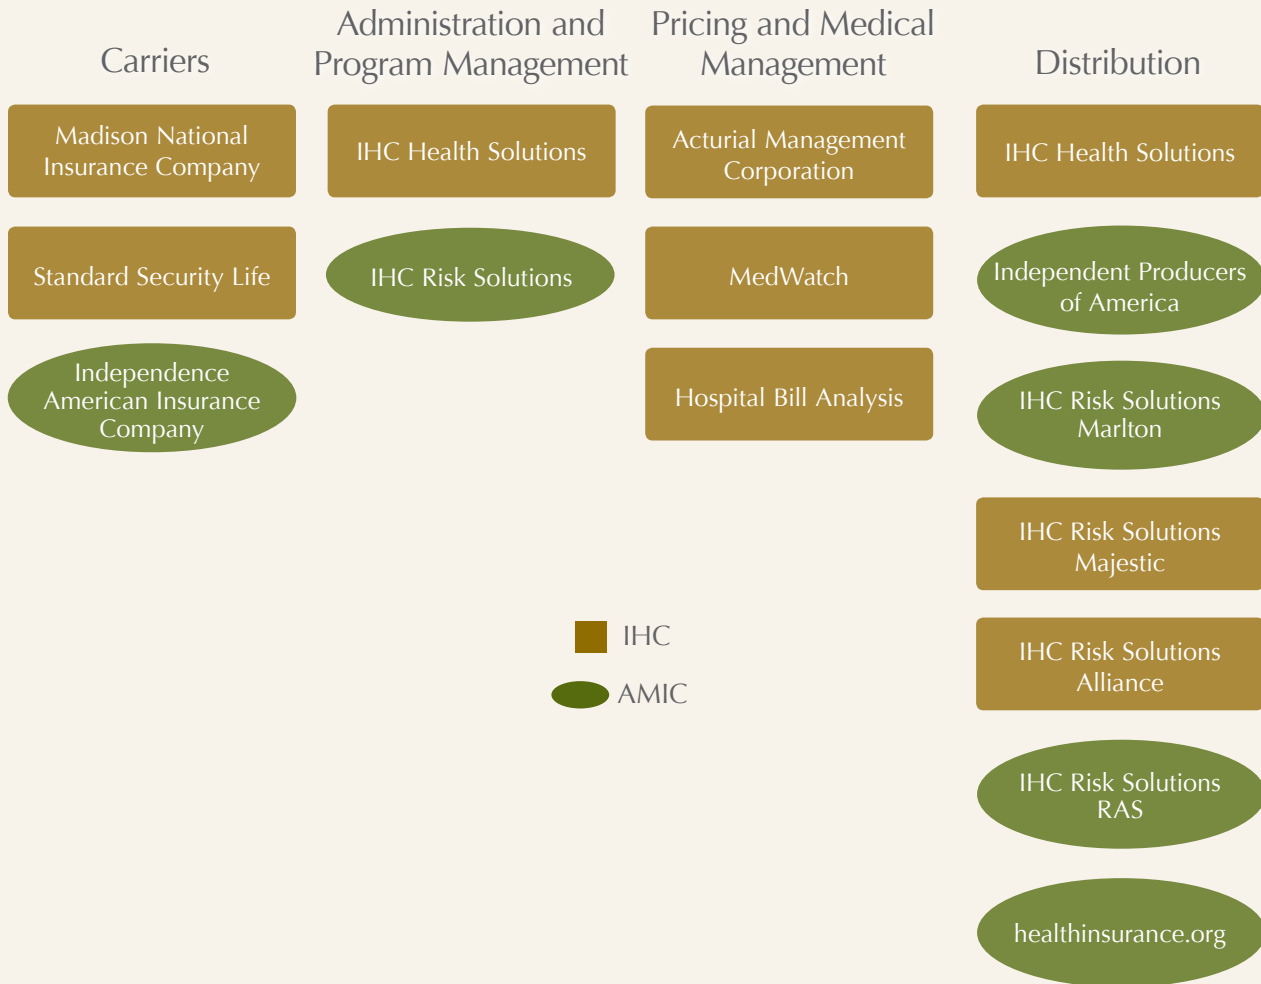 Carriers
Madison National
Insurance Company
Standard Security Life
Independence
American Insurance
Company
Administration and
Program Management
IHC Health Solutions
IHC Risk Solutions
Pricing and Medical
Management
Acturial Management
Corporation
MedWatch
Hospital Bill Analysis
Distribution
IHC Health Solutions
Independent Producers
of America
IHC Risk Solutions
Marlton
IHC Risk Solutions
Majestic
IHC Risk Solutions
Alliance
IHC Risk Solutions
RAS
healthinsurance.org
IHC
AMIC